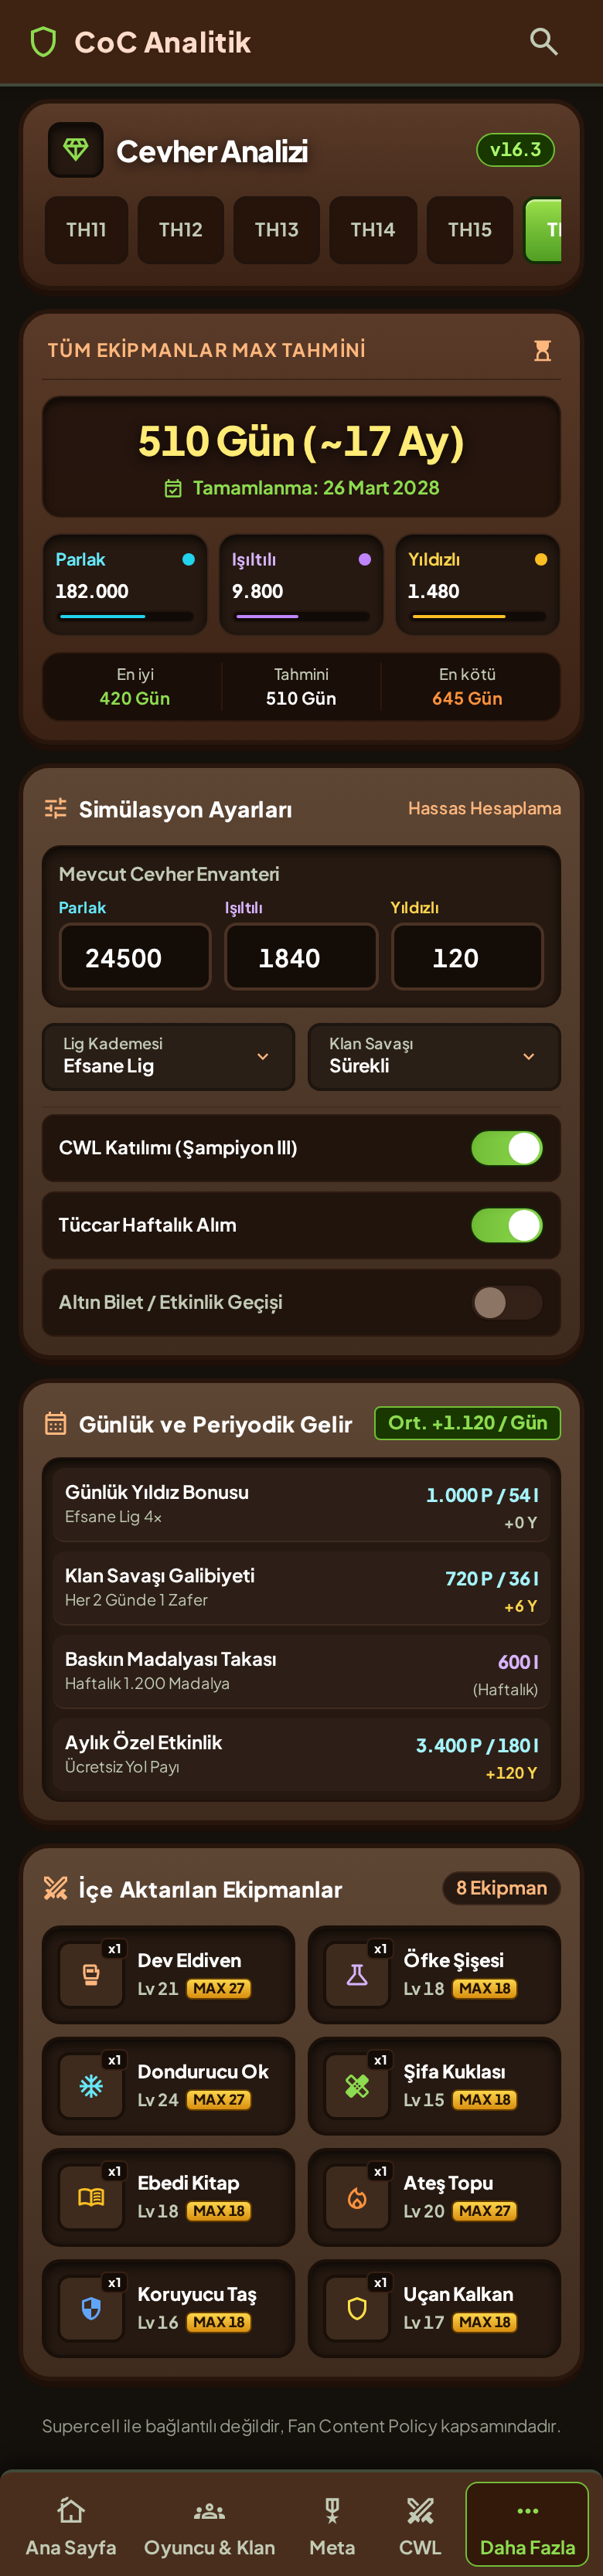 CoC Analitik
Cevher Analizi
v16.3
TH11 TH12 TH13 TH14 TH15
TÜM EKİPMANLAR MAX TAHMİNİ
510 Gün (~17 Ay)
Tamamlanma: 26 Mart 2028
Parlak Işıltılı Yıldızlı
182.000 9.800 1.480
En iyi Tahmini En kötü
420 Gün 510 Gün 645 Gün
Simülasyon Ayarları Hassas Hesaplama
Mevcut Cevher Envanteri
Parlak Işıltılı Yıldızlı
24500 1840 120
Lig Kademesi Klan Savaşı
Efsane Lig Sürekli
CWL Katılımı (Şampiyon III)
Tüccar Haftalık Alım
Altın Bilet / Etkinlik Geçişi
Günlük ve Periyodik Gelir Ort. +1.120 / Gün
Günlük Yıldız Bonusu 1.000 P / 54 I
Efsane Lig 4× +0 Y
Klan Savaşı Galibiyeti 720 P / 36 I
Her 2 Günde 1 Zafer +6 Y
Baskın Madalyası Takası 600 I
Haftalık 1.200 Madalya (Haftalık)
Aylık Özel Etkinlik 3.400 P / 180 I
Ücretsiz Yol Payı +120 Y
İçe Aktarılan Ekipmanlar 8 Ekipman
x1 x1
Dev Eldiven Öfke Şişesi
Lv 21 MAX 27 Lv 18 MAX 18
x1 x1
Dondurucu Ok Şifa Kuklası
Lv 24 MAX 27 Lv 15 MAX 18
x1 x1
Ebedi Kitap Ateş Topu
Lv 18 MAX 18 Lv 20 MAX 27
x1 x1
Koruyucu Taş Uçan Kalkan
Lv 16 MAX 18 Lv 17 MAX 18
Supercell ile bağlantılı değildir, Fan Content Policy kapsamındadır.
Ana Sayfa Oyuncu & Klan Meta CWL Daha Fazla